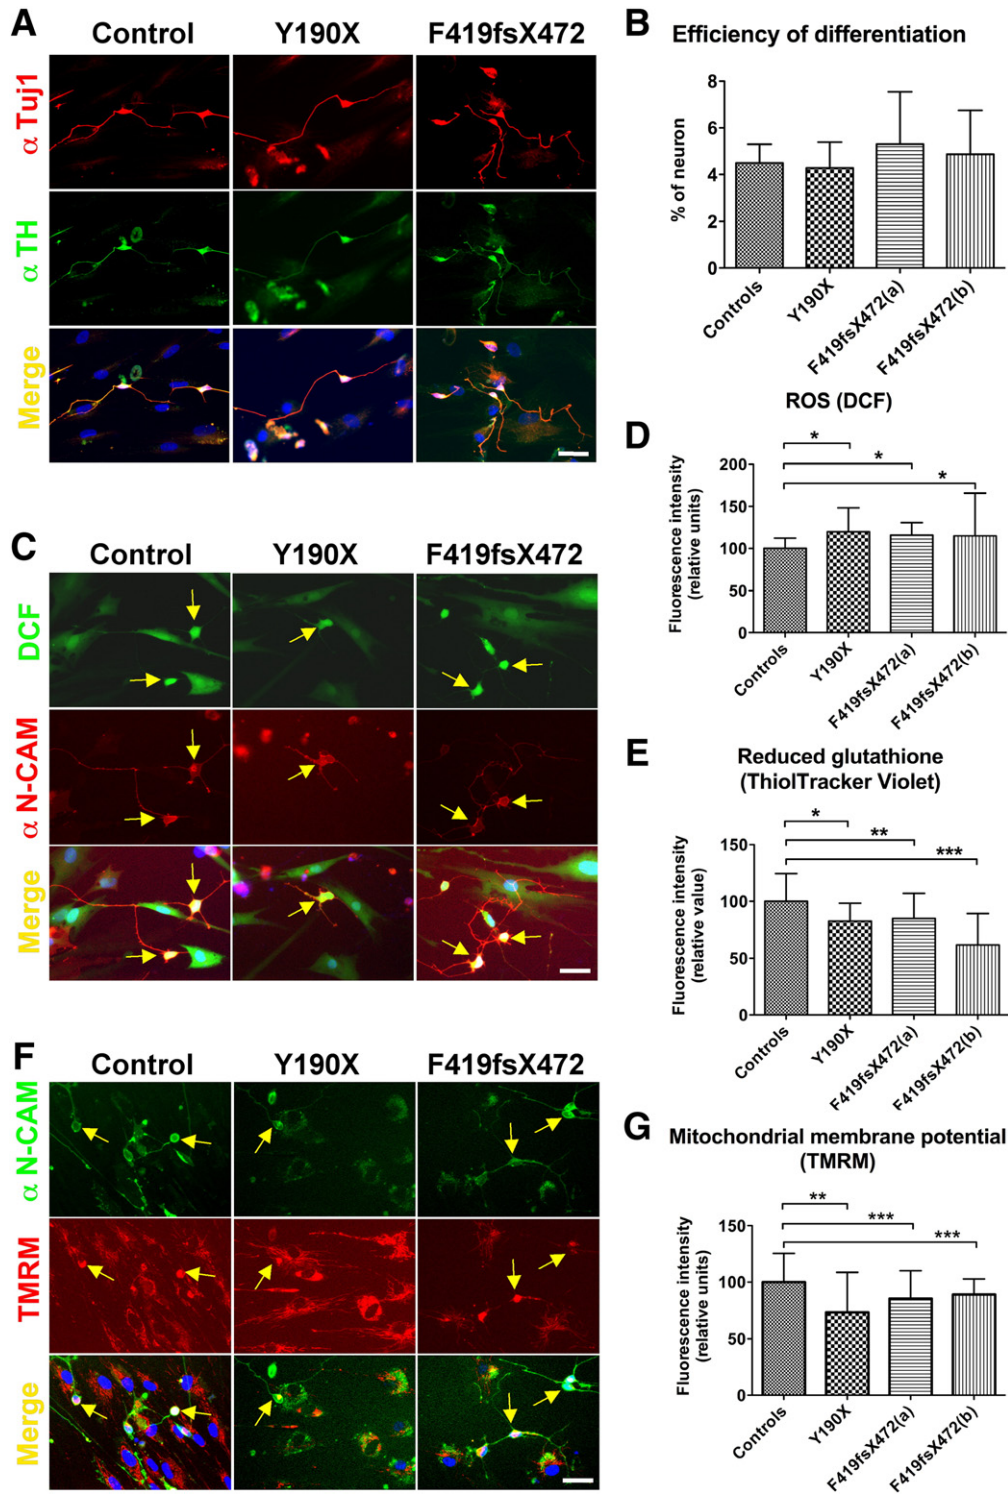 A
Control
Y190X
F419fsX472
α Tuj1
α TH
Merge
B
Efficiency of differentiation
% of neuron
8
6
4
2
0
Controls
Y190X
F419fsX472(a)
F419fsX472(b)
C
Control
Y190X
F419fsX472
DCF
α N-CAM
Merge
D
ROS (DCF)
Fluorescence intensity
(relative units)
200
150
100
50
0
*
*
*
Controls
Y190X
F419fsX472(a)
F419fsX472(b)
E
Reduced glutathione
(ThiolTracker Violet)
Fluorescence intensity
(relative value)
150
100
50
0
*
**
***
Controls
Y190X
F419fsX472(a)
F419fsX472(b)
F
Control
Y190X
F419fsX472
α N-CAM
TMRM
Merge
G
Mitochondrial membrane potential
(TMRM)
Fluorescence intensity
(relative units)
150
100
50
0
**
***
***
Controls
Y190X
F419fsX472(a)
F419fsX472(b)